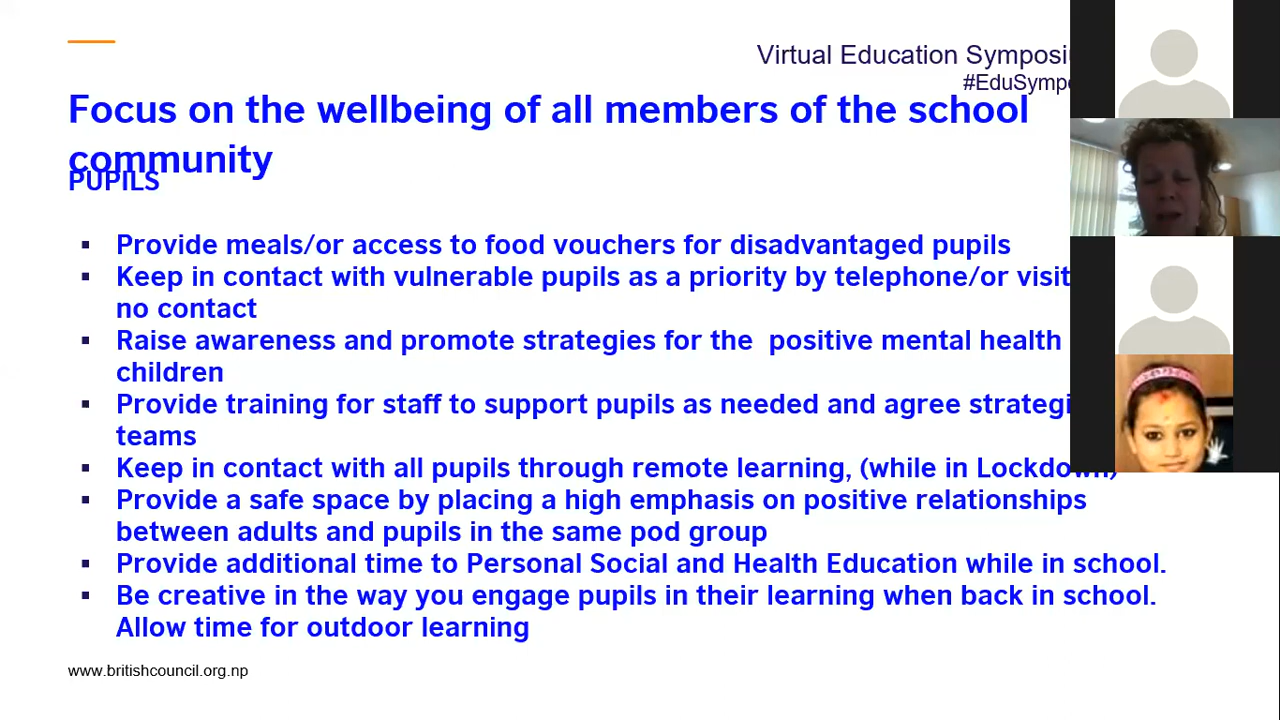 Virtual Education
#EduSymp
Focus on the wellbeing of all members of the school
community
PUPILS
▪ Provide meals/or access to food vouchers for disadvantaged pupils
▪ Keep in contact with vulnerable pupils as a priority by telephone/or visit
no contact
▪ Raise awareness and promote strategies for the positive mental health
children
▪ Provide training for staff to support pupils as needed and agree
teams
▪ Keep in contact with all pupils through remote learning, (while in Lockdown)
▪ Provide a safe space by placing a high emphasis on positive relationships
between adults and pupils in the same pod group
▪ Provide additional time to Personal Social and Health Education while in school.
▪ Be creative in the way you engage pupils in their learning when back in school.
Allow time for outdoor learning
www.britishcouncil.org.np